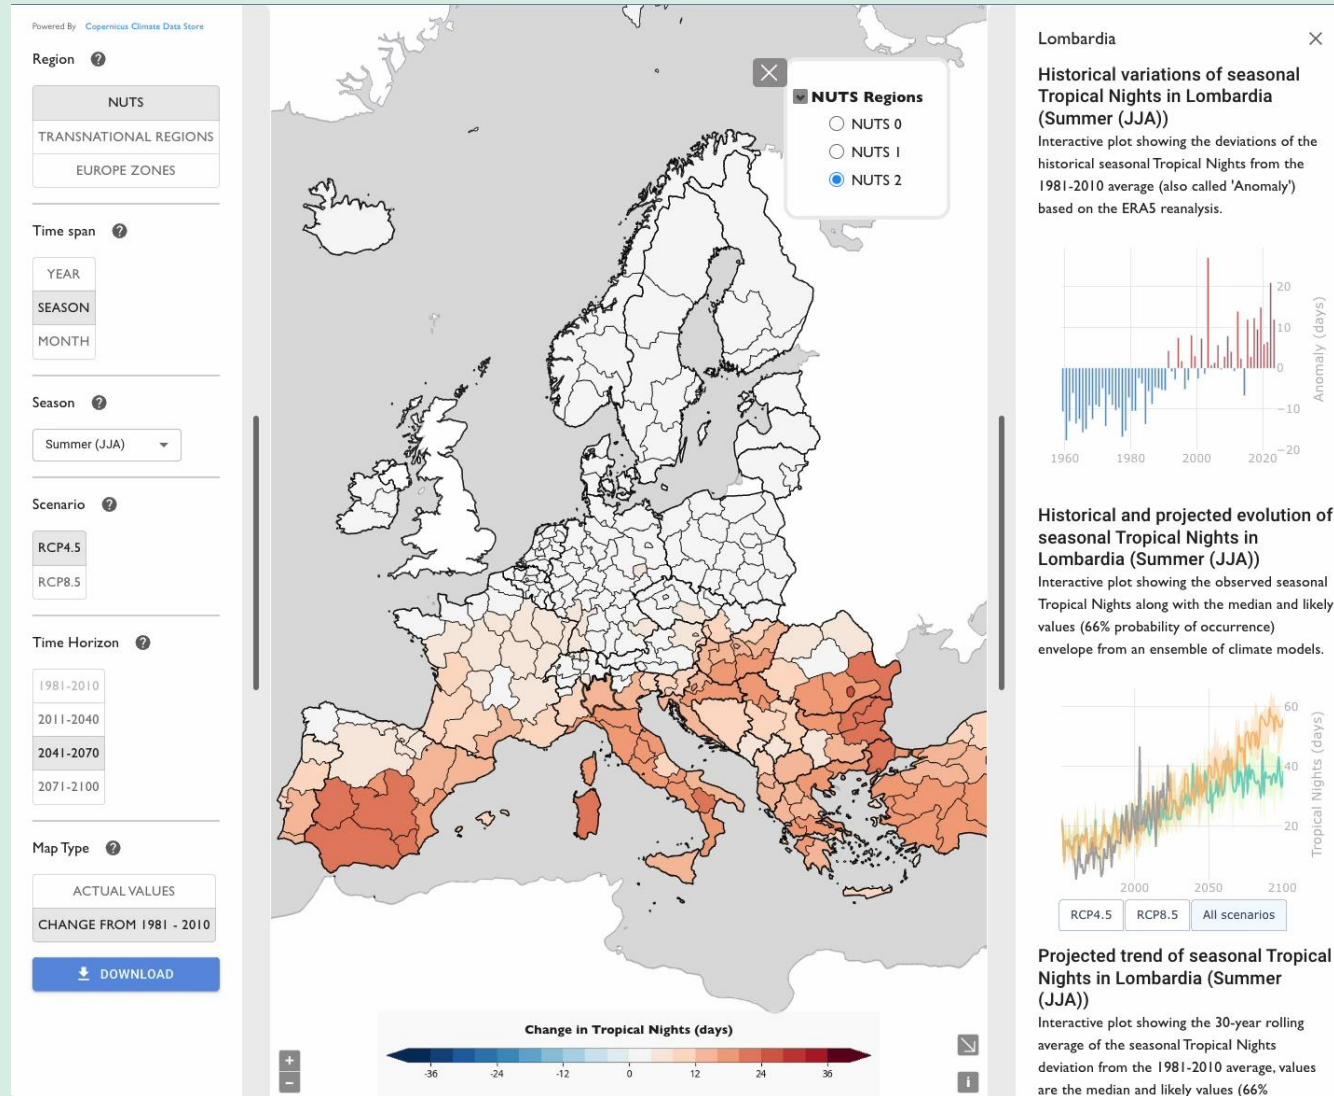 Powered By Copernicus Climate Data Store
Region ?
NUTS
TRANSNATIONAL REGIONS
EUROPE ZONES
Time span ?
YEAR
SEASON
MONTH
Season ?
Summer (JJA)
Scenario ?
RCP4.5
RCP8.5
Time Horizon ?
1981-2010
2011-2040
2041-2070
2071-2100
Map Type ?
ACTUAL VALUES
CHANGE FROM 1981 - 2010
DOWNLOAD
NUTS Regions
NUTS 0
NUTS 1
NUTS 2
+
−
Change in Tropical Nights (days)
-36 -24 -12 0 12 24 36
i
Lombardia
Historical variations of seasonal
Tropical Nights in Lombardia
(Summer (JJA))
Interactive plot showing the deviations of the
historical seasonal Tropical Nights from the
1981-2010 average (also called 'Anomaly')
based on the ERA5 reanalysis.
20
10
0
−10
−20
Anomaly (days)
1960 1980 2000 2020
Historical and projected evolution of
seasonal Tropical Nights in
Lombardia (Summer (JJA))
Interactive plot showing the observed seasonal
Tropical Nights along with the median and likely
values (66% probability of occurrence)
envelope from an ensemble of climate models.
60
40
20
Tropical Nights (days)
2000 2050 2100
RCP4.5 RCP8.5 All scenarios
Projected trend of seasonal Tropical
Nights in Lombardia (Summer
(JJA))
Interactive plot showing the 30-year rolling
average of the seasonal Tropical Nights
deviation from the 1981-2010 average, values
are the median and likely values (66%